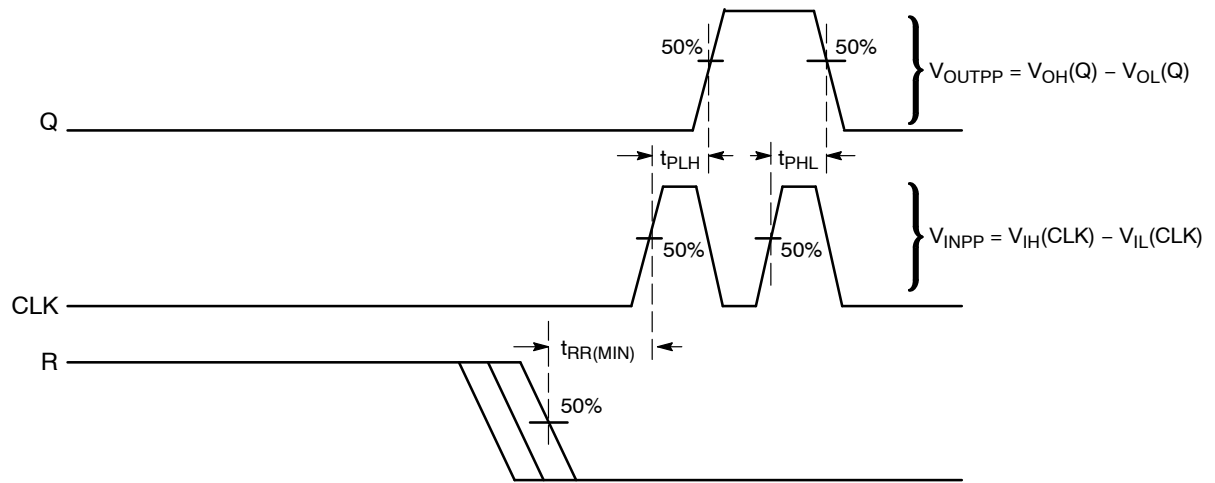 50%
50%
V_OUTPP = V_OH(Q) − V_OL(Q)
Q
t_PLH
t_PHL
50%
50%
V_INPP = V_IH(CLK) − V_IL(CLK)
CLK
t_RR(MIN)
R
50%